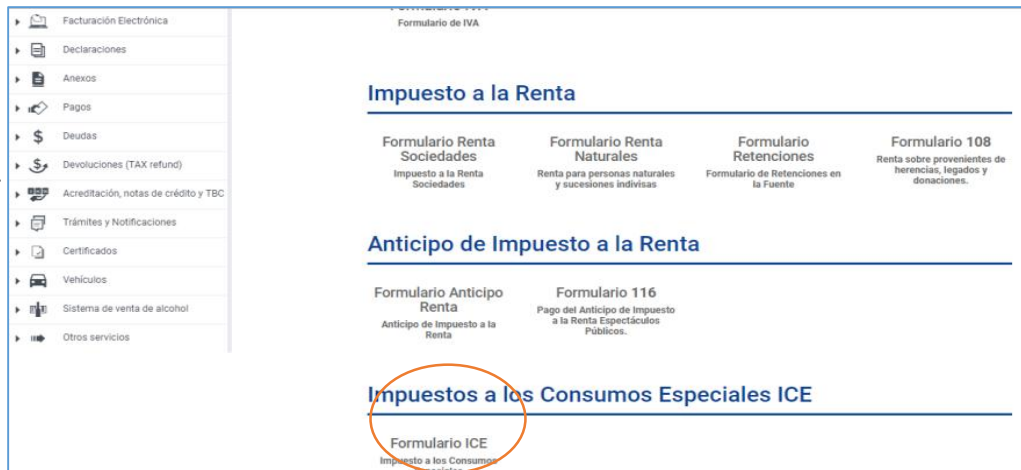 Facturación Electrónica
Declaraciones
Anexos
Pagos
Deudas
Devoluciones (TAX refund)
Acreditación, notas de crédito y TBC
Trámites y Notificaciones
Certificados
Vehículos
Sistema de venta de alcohol
Otros servicios
Formulario de IVA
Impuesto a la Renta
Formulario Renta
Sociedades
Impuesto a la Renta
Sociedades
Formulario Renta
Naturales
Renta para personas naturales
y sucesiones indivisas
Formulario
Retenciones
Formulario de Retenciones en
la Fuente
Formulario 108
Renta sobre provenientes de
herencias, legados y
donaciones.
Anticipo de Impuesto a la Renta
Formulario Anticipo
Renta
Anticipo de Impuesto a la
Renta
Formulario 116
Pago del Anticipo de Impuesto
a la Renta Espectáculos
Públicos.
Impuestos a los Consumos Especiales ICE
Formulario ICE
Impuesto a los Consumos